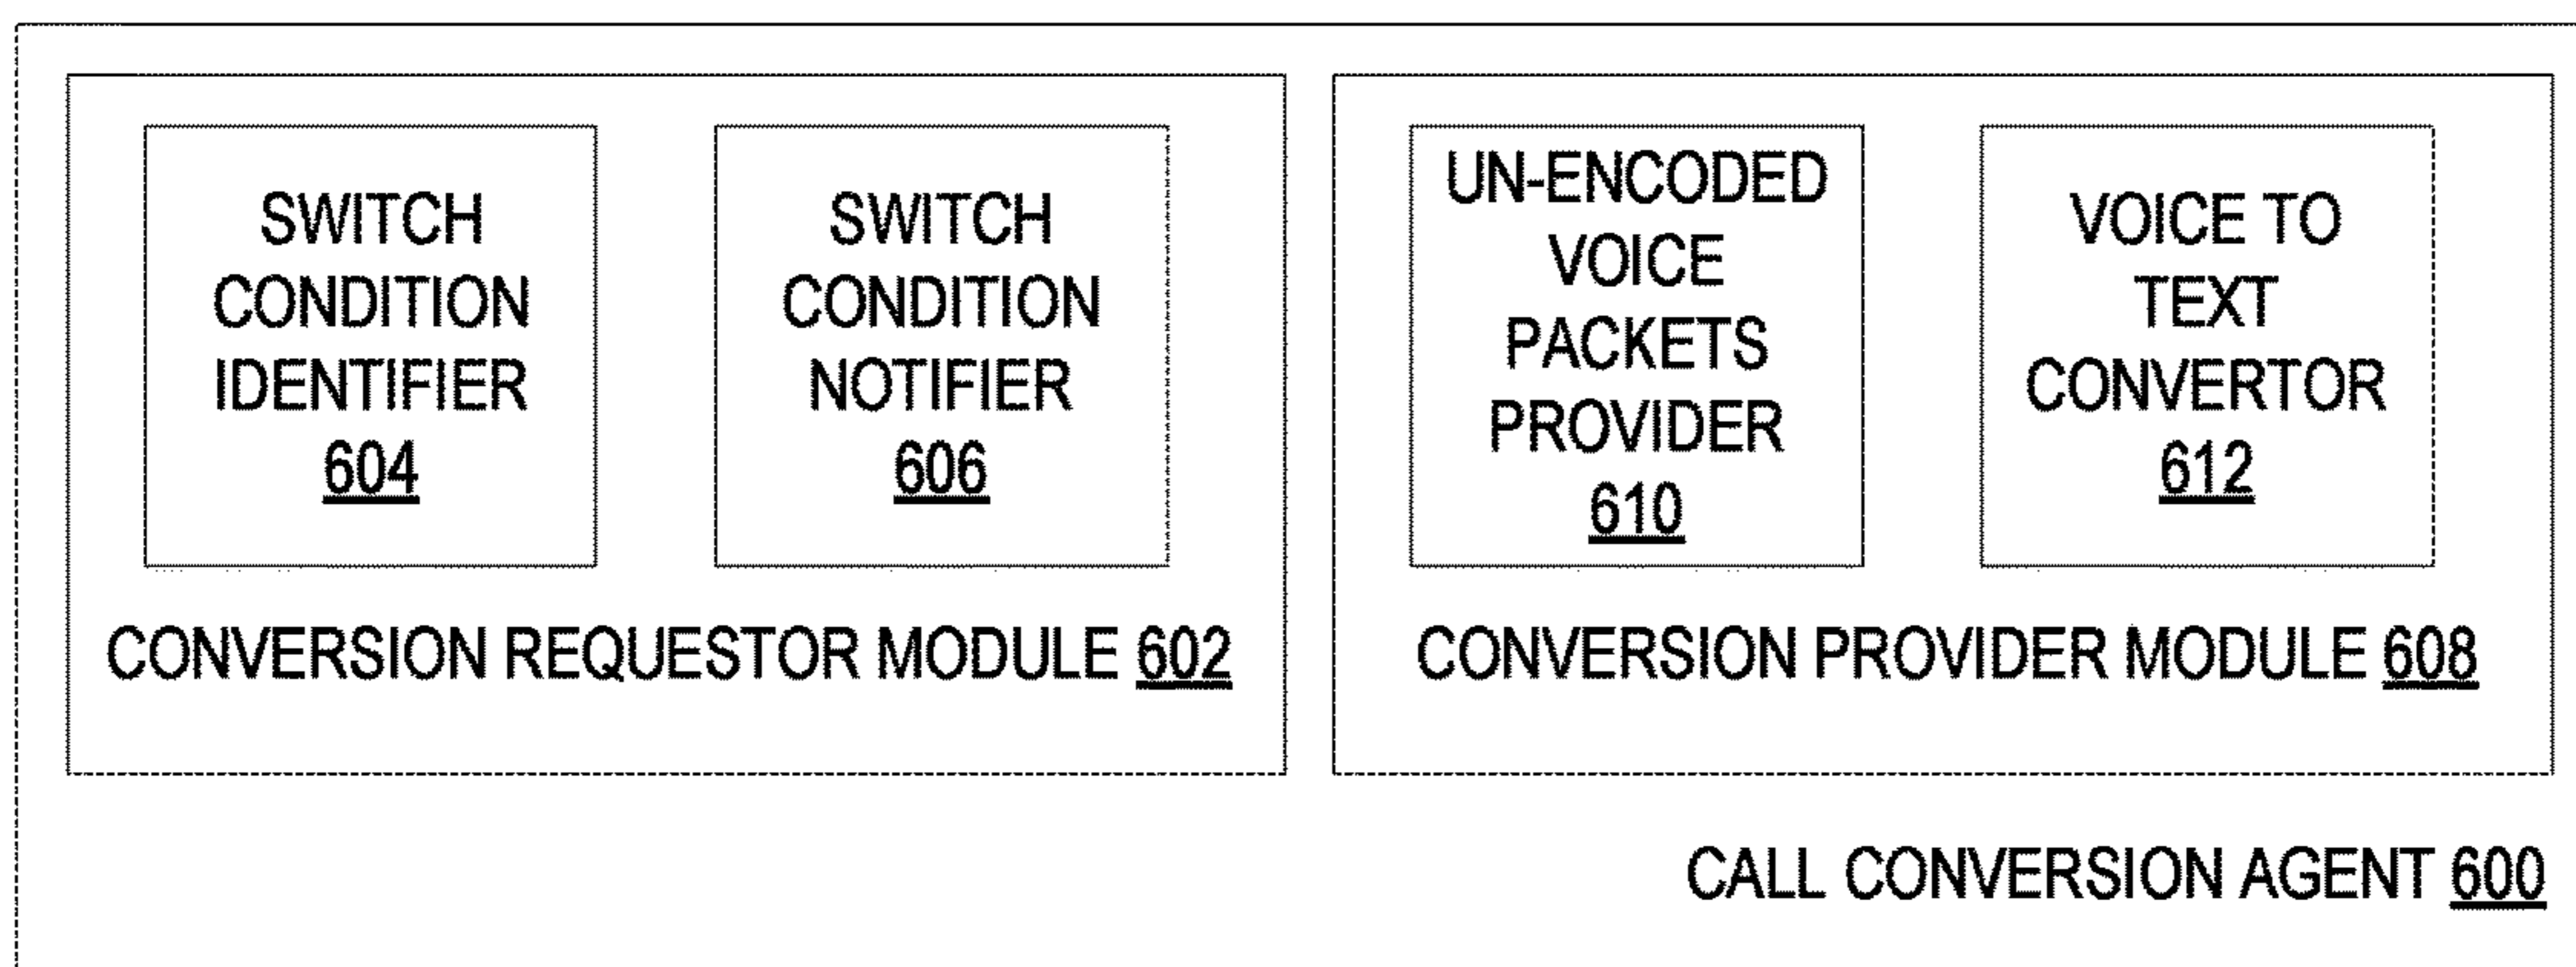 SWITCH
CONDITION
IDENTIFIER
604
SWITCH
CONDITION
NOTIFIER
606
CONVERSION REQUESTOR MODULE 602
UN-ENCODED
VOICE
PACKETS
PROVIDER
610
VOICE TO
TEXT
CONVERTOR
612
CONVERSION PROVIDER MODULE 608
CALL CONVERSION AGENT 600